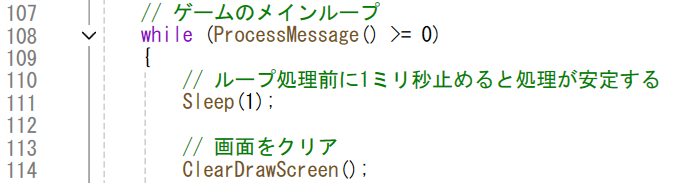 107 // ゲームのメインループ
108 while (ProcessMessage() >= 0)
109 {
110 // ループ処理前に1ミリ秒止めると処理が安定する
111 Sleep(1);
112
113 // 画面をクリア
114 ClearDrawScreen();